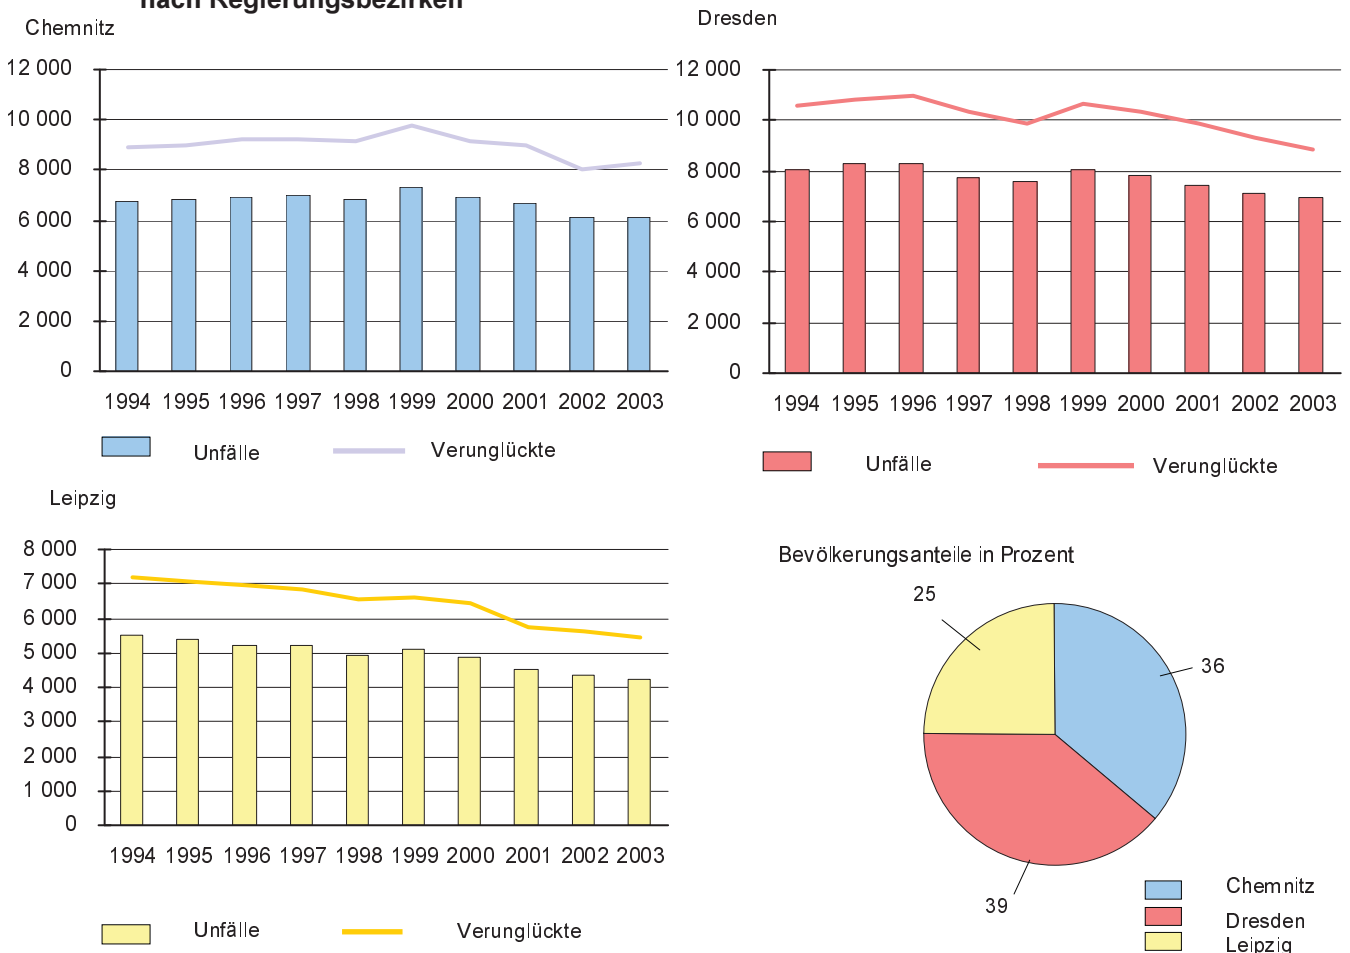 nach Regierungsbezirken
Chemnitz
12 000
10 000
8 000
6 000
4 000
2 000
0
1994 1995 1996 1997 1998 1999 2000 2001 2002 2003
Unfälle Verunglückte
Dresden
12 000
10 000
8 000
6 000
4 000
2 000
0
1994 1995 1996 1997 1998 1999 2000 2001 2002 2003
Unfälle Verunglückte
Leipzig
8 000
7 000
6 000
5 000
4 000
3 000
2 000
1 000
0
1994 1995 1996 1997 1998 1999 2000 2001 2002 2003
Unfälle Verunglückte
Bevölkerungsanteile in Prozent
25
36
39
Chemnitz
Dresden
Leipzig